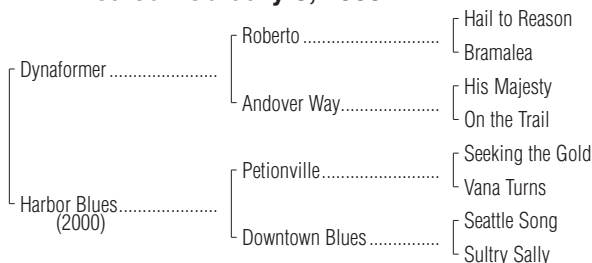 Hail to Reason
Roberto
Bramalea
Dynaformer
His Majesty
Andover Way
On the Trail
Seeking the Gold
Petionville
Vana Turns
Harbor Blues
(2000)
Seattle Song
Downtown Blues
Sultry Sally